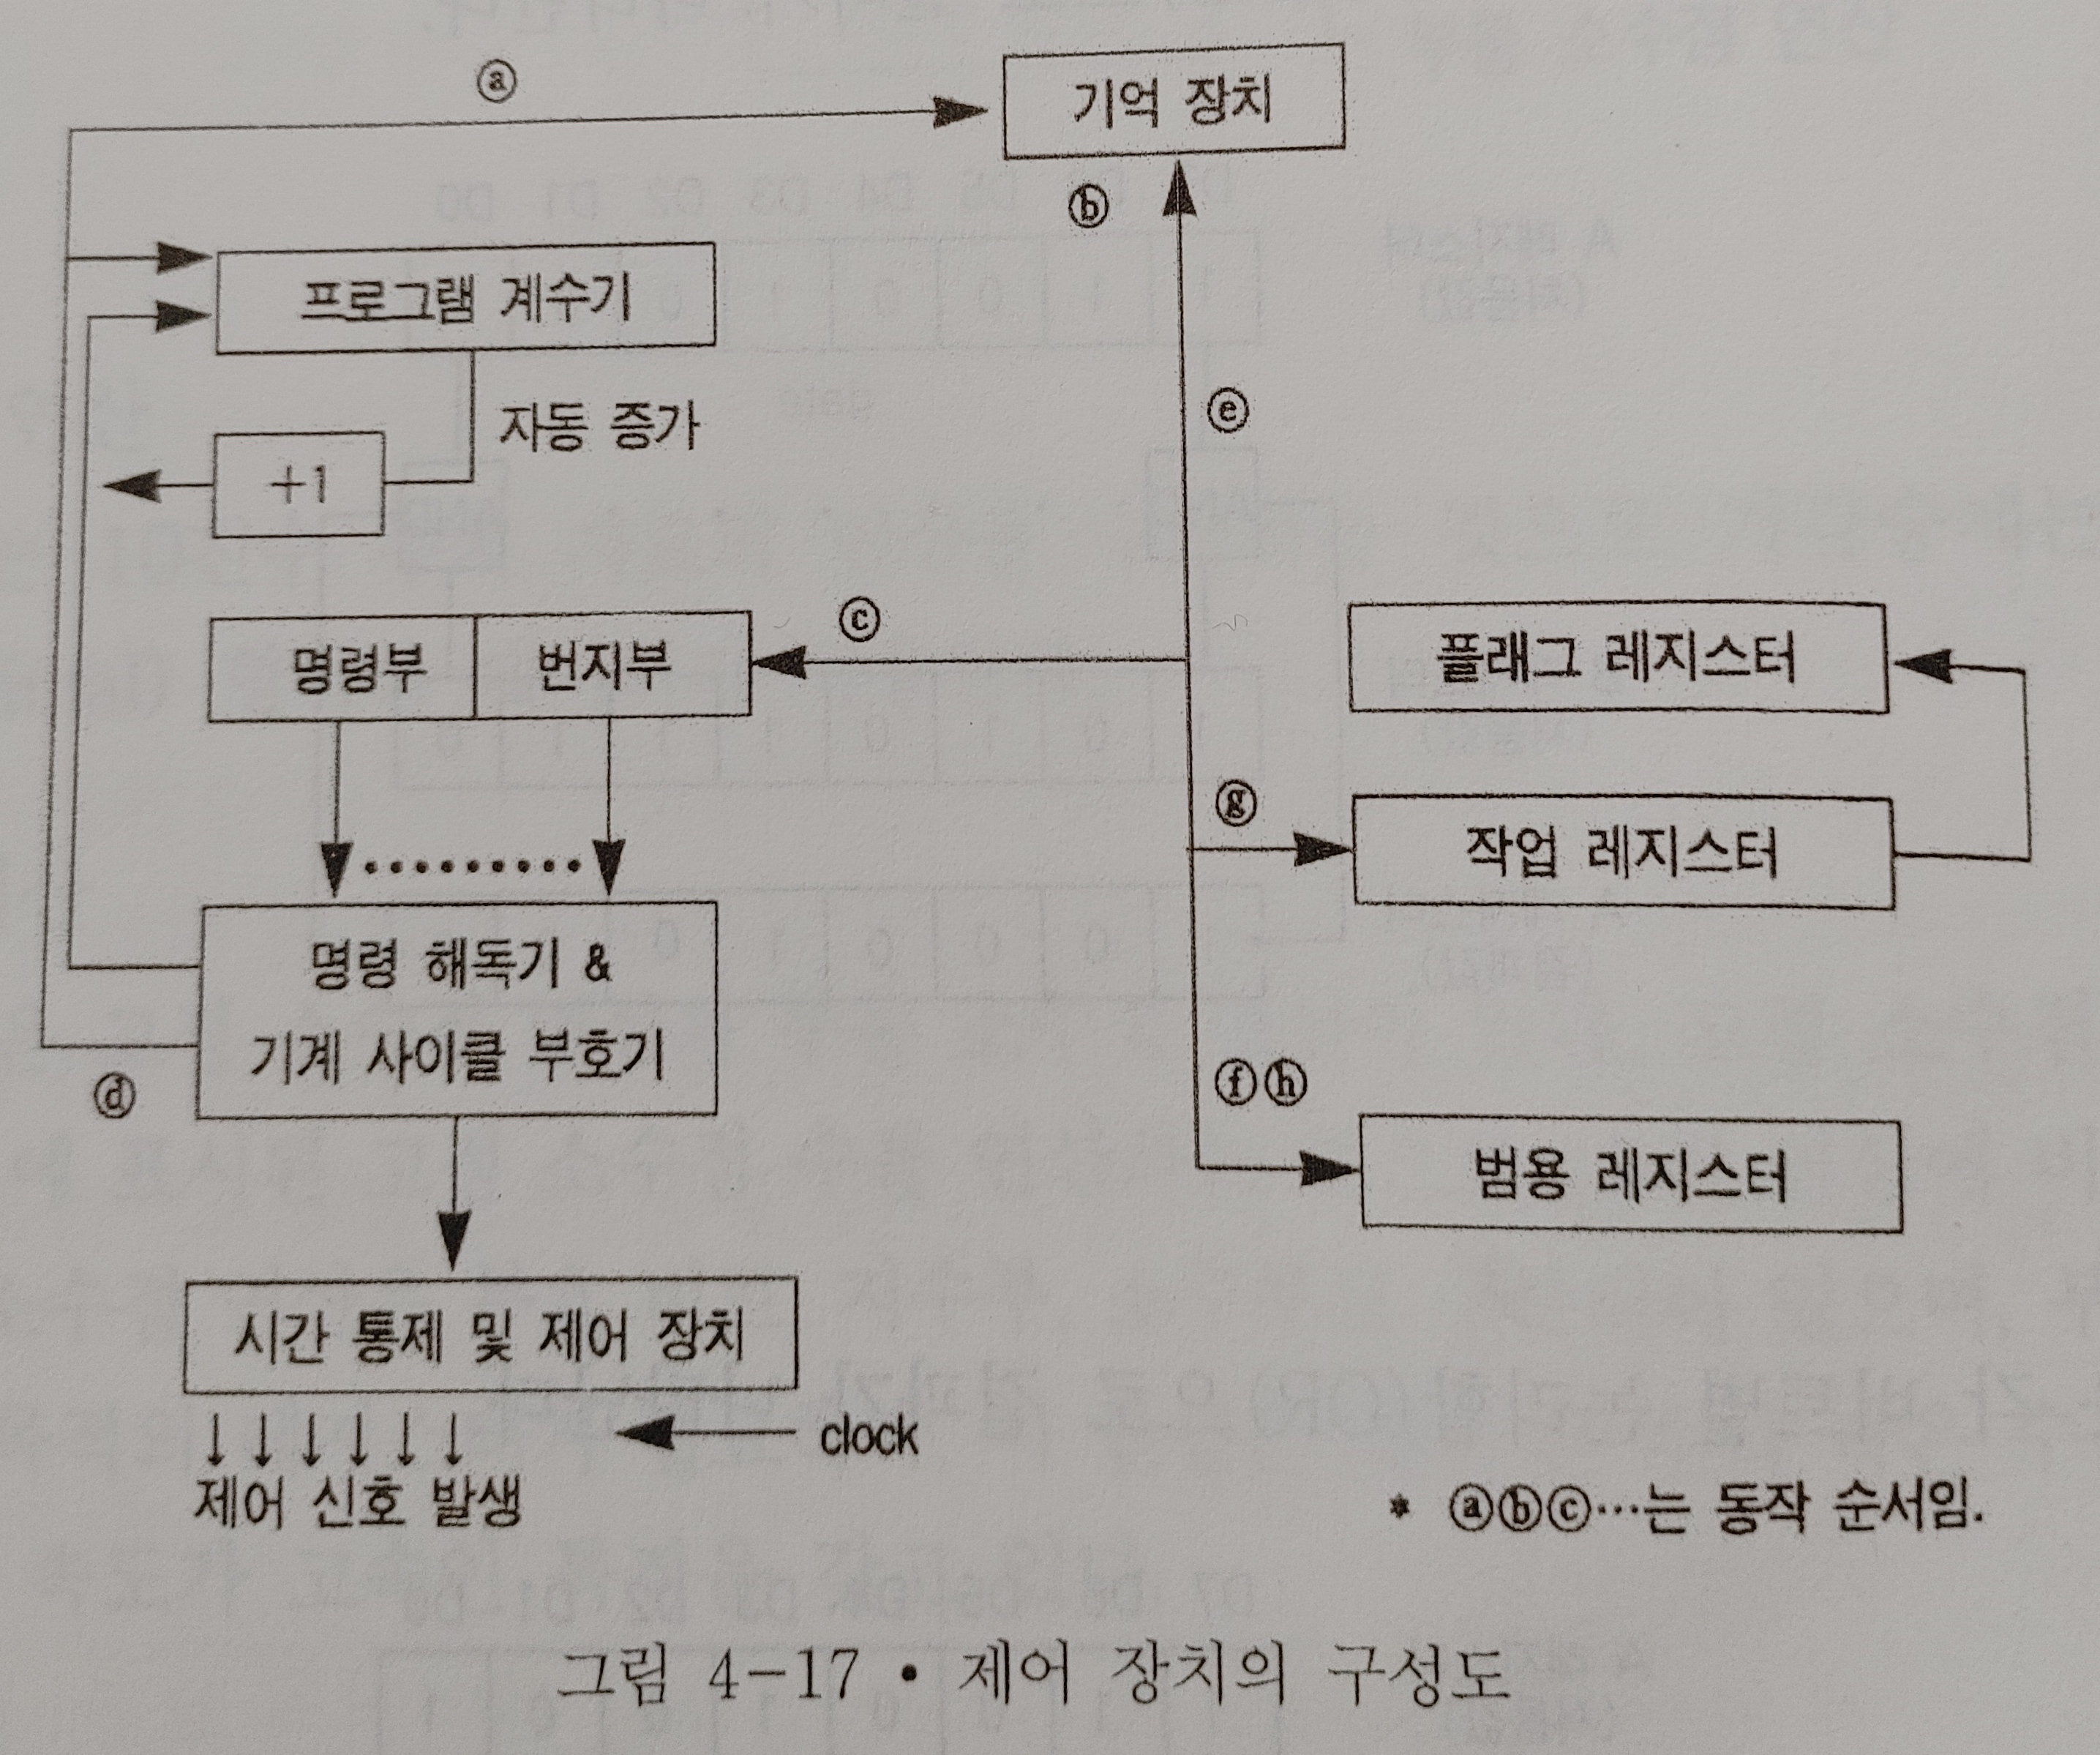 ⓐ
기억 장치
ⓑ
프로그램 계수기
자동 증가
+1
ⓔ
ⓒ
명령부 번지부
플래그 레지스터
ⓖ
작업 레지스터
명령 해독기 &
기계 사이클 부호기
ⓓ
ⓕⓗ
범용 레지스터
시간 통제 및 제어 장치
clock
제어 신호 발생
* ⓐⓑⓒ…는 동작 순서임.
그림 4-17 • 제어 장치의 구성도